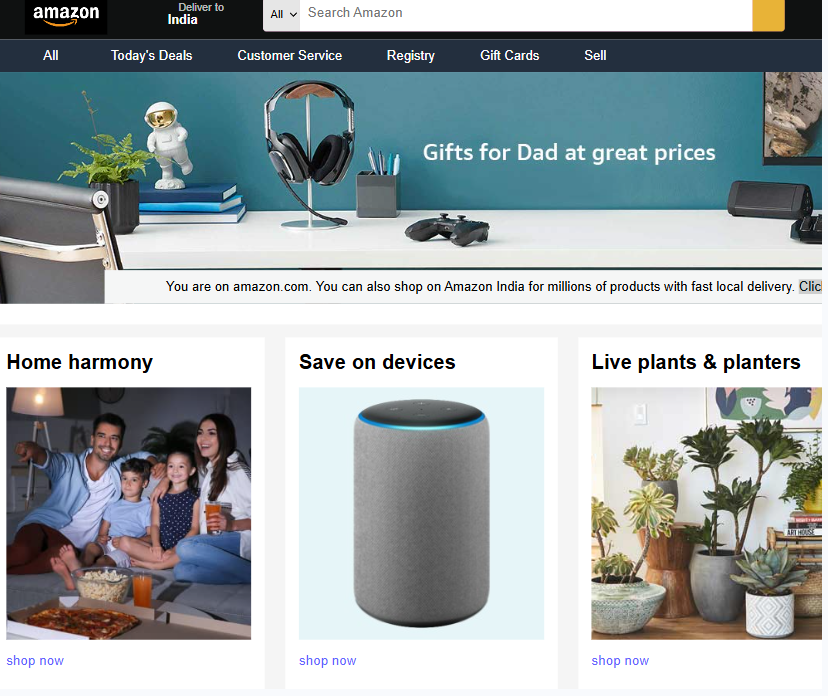 amazon
Deliver to
India
All
Search Amazon
All
Today's Deals
Customer Service
Registry
Gift Cards
Sell
Gifts for Dad at great prices
You are on amazon.com. You can also shop on Amazon India for millions of products with fast local delivery. Clic
Home harmony
Save on devices
Live plants & planters
ART HOUSE
shop now
shop now
shop now